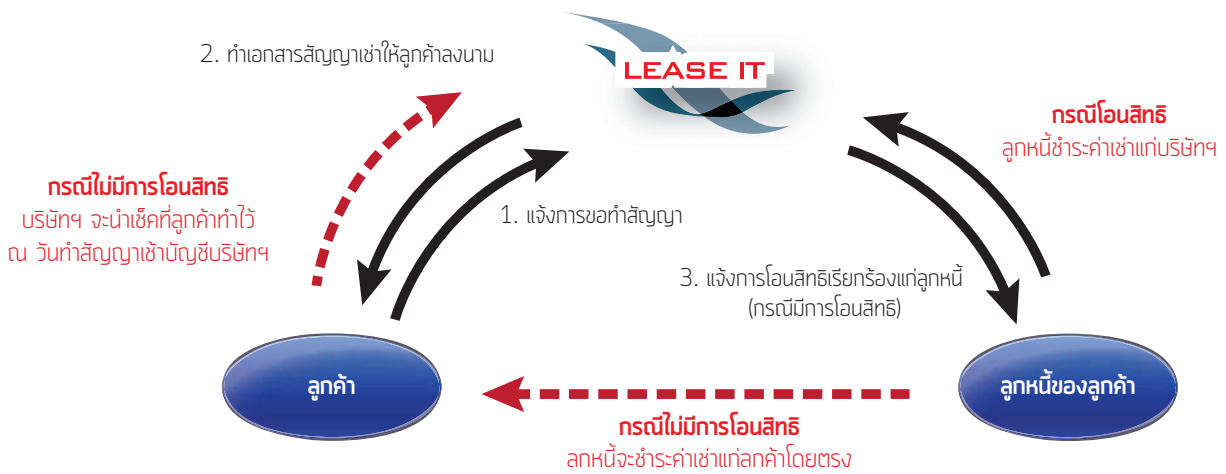 2. ทำเอกสารสัญญาเช่าให้ลูกค้าลงนาม
LEASE IT
กรณีโอนสิทธิ
ลูกหนี้ชำระค่าเช่าแก่บริษัทฯ
กรณีไม่มีการโอนสิทธิ
บริษัทฯ จะนำเช็คที่ลูกค้าทำไว้
ณ วันทำสัญญาเช้าบัญชีบริษัทฯ
1. แจ้งการขอทำสัญญา
3. แจ้งการโอนสิทธิเรียกร้องแก่ลูกหนี้
(กรณีมีการโอนสิทธิ)
ลูกค้า
ลูกหนี้ของลูกค้า
กรณีไม่มีการโอนสิทธิ
ลกหนี้จะชำระค่าเช่าแก่ลกค้าโดยตรง